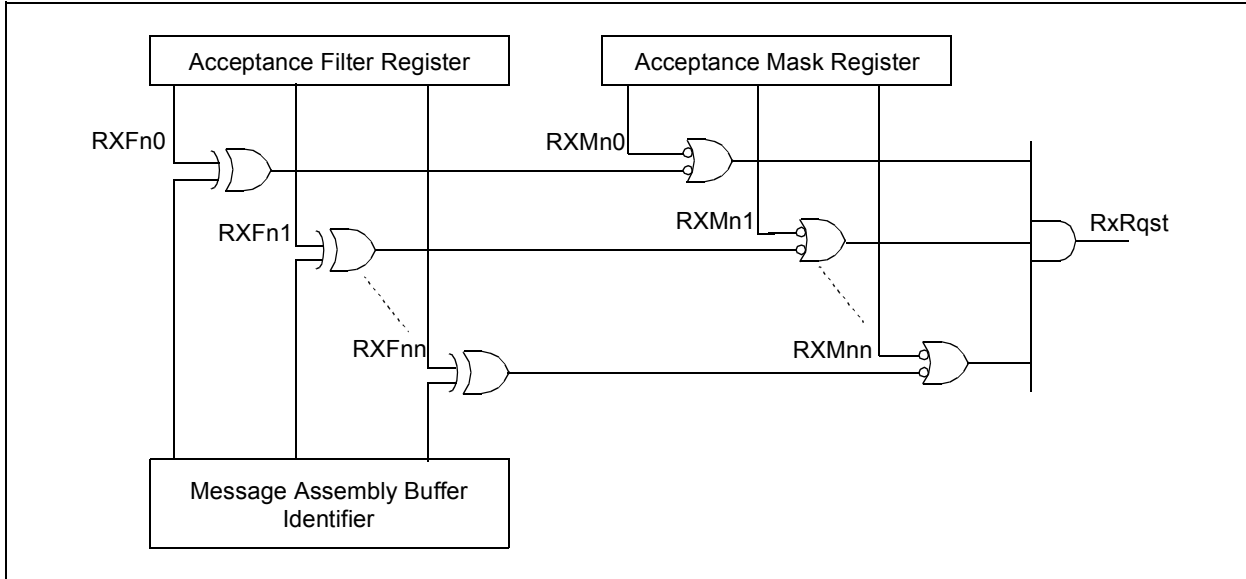 Acceptance Filter Register
Acceptance Mask Register
RXFn0
RXMn0
RXFn1
RXMn1
RxRqst
RXFnn
RXMnn
Message Assembly Buffer
Identifier